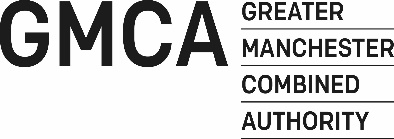 GMCA
GREATER
MANCHESTER
COMBINED
AUTHORITY